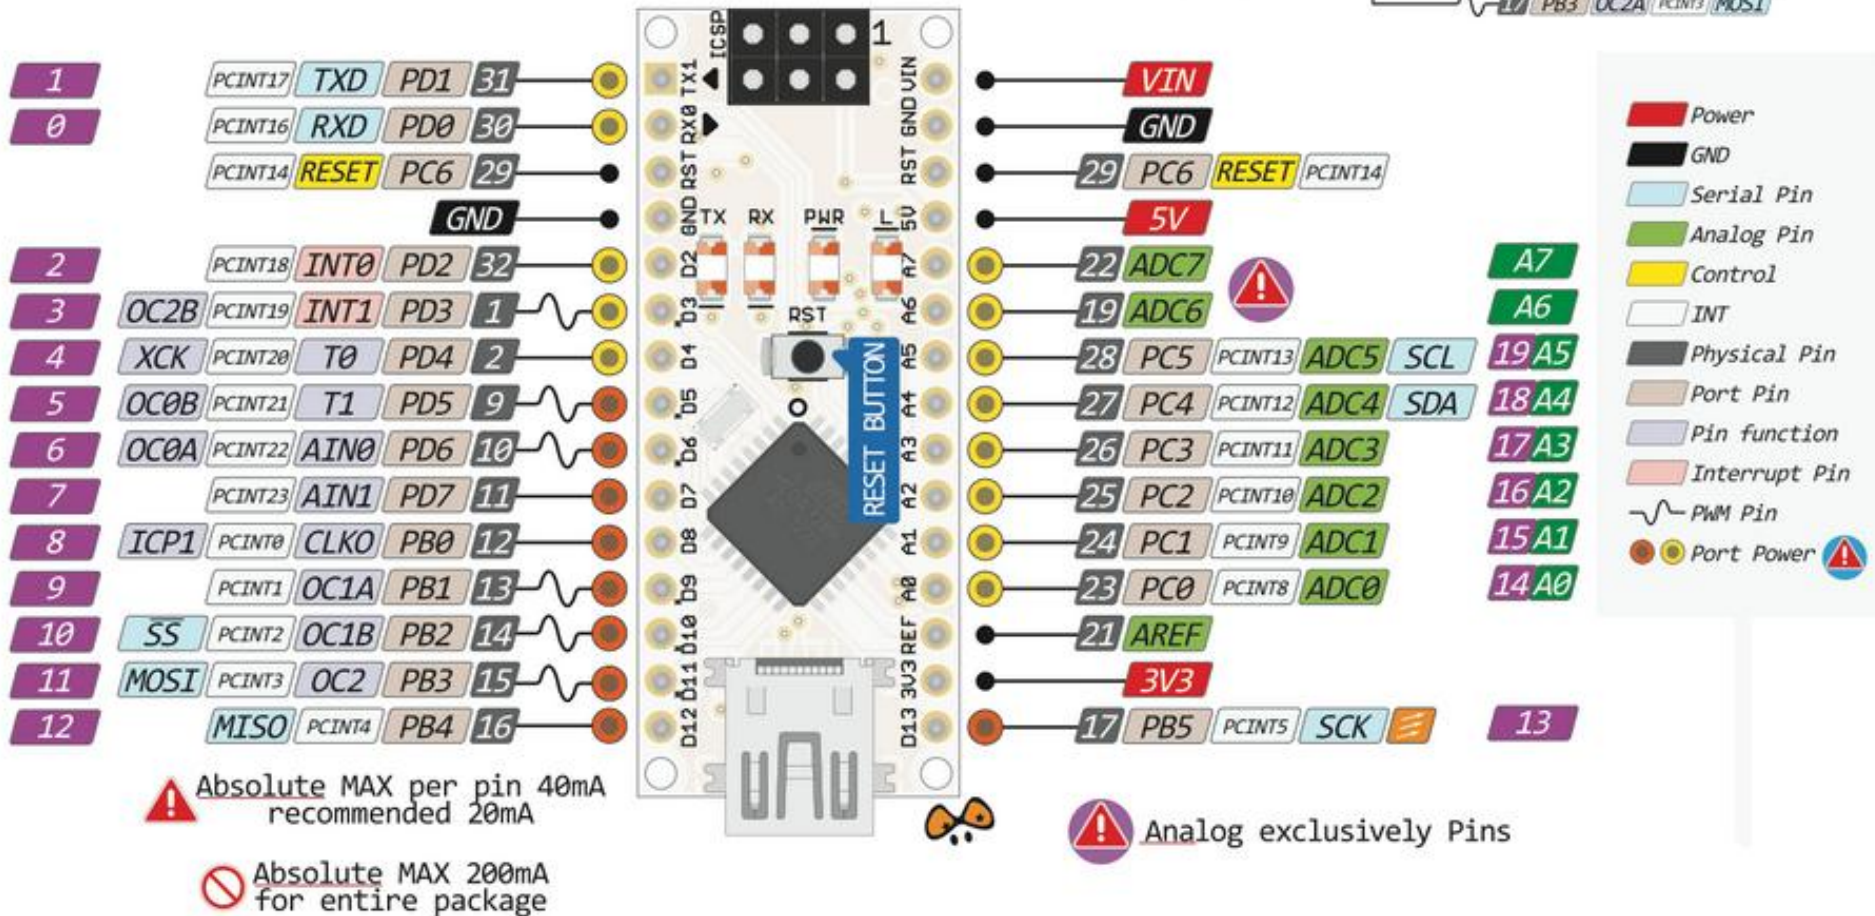 17 PB3 OC2A PCINT3 MOSI
1 PCINT17 TXD PD1 31
0 PCINT16 RXD PD0 30
PCINT14 RESET PC6 29
GND
2 PCINT18 INT0 PD2 32
3 OC2B PCINT19 INT1 PD3 1
4 XCK PCINT20 T0 PD4 2
5 OC0B PCINT21 T1 PD5 9
6 OC0A PCINT22 AIN0 PD6 10
7 PCINT23 AIN1 PD7 11
8 ICP1 PCINT0 CLKO PB0 12
9 PCINT1 OC1A PB1 13
10 SS PCINT2 OC1B PB2 14
11 MOSI PCINT3 OC2 PB3 15
12 MISO PCINT4 PB4 16
ICSP 1
TX1 VIN
RX0 GND
RST RST
GND TX RX PWR L 5V
D2 A7
D3 A6
RST
D4 A5
D5 A4
D6 A3
D7 A2
D8 A1
D9 A0
D10 REF
D11 3V3
D12 D13
RESET BUTTON
VIN
GND
29 PC6 RESET PCINT14
5V
22 ADC7 A7
19 ADC6 A6
28 PC5 PCINT13 ADC5 SCL 19 A5
27 PC4 PCINT12 ADC4 SDA 18 A4
26 PC3 PCINT11 ADC3 17 A3
25 PC2 PCINT10 ADC2 16 A2
24 PC1 PCINT9 ADC1 15 A1
23 PC0 PCINT8 ADC0 14 A0
21 AREF
3V3
17 PB5 PCINT5 SCK 13
Power
GND
Serial Pin
Analog Pin
Control
INT
Physical Pin
Port Pin
Pin function
Interrupt Pin
PWM Pin
Port Power
Absolute MAX per pin 40mA
recommended 20mA
Absolute MAX 200mA
for entire package
Analog exclusively Pins